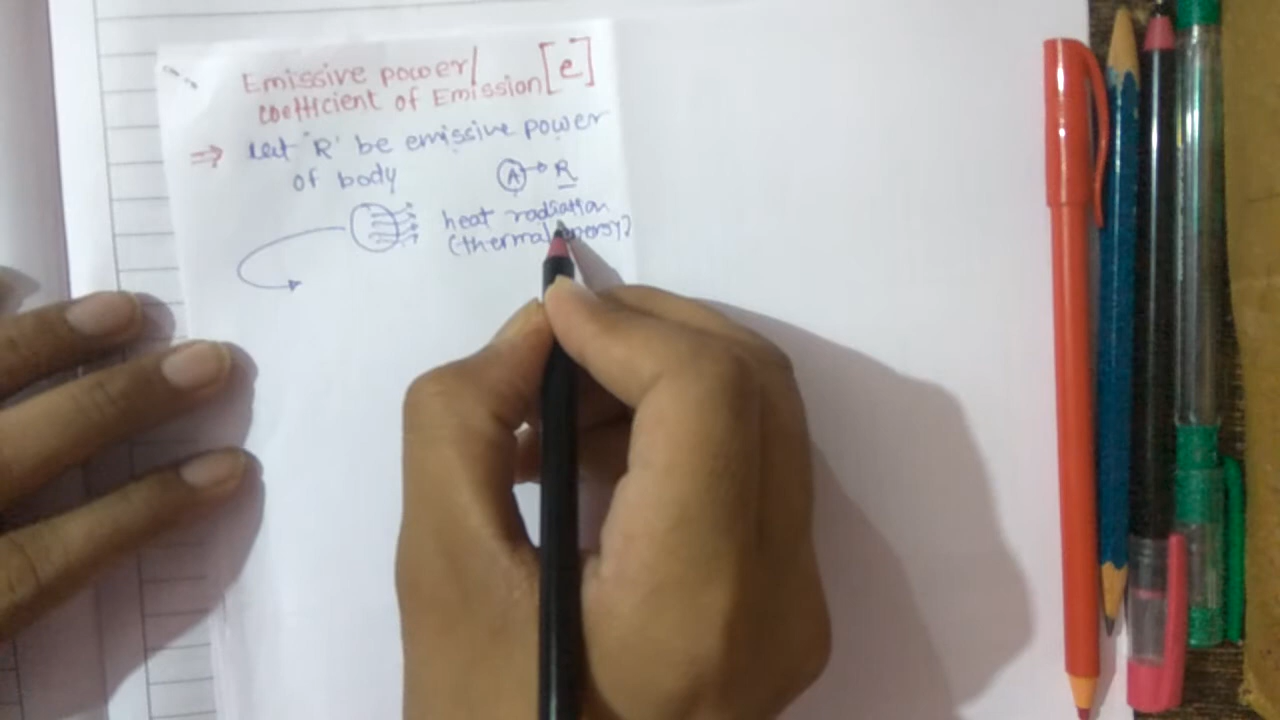 Emissive power/
coefficient of Emission [e]
⇒ Let 'R' be emissive power
of body
A → R
heat radiation
(thermal energy)